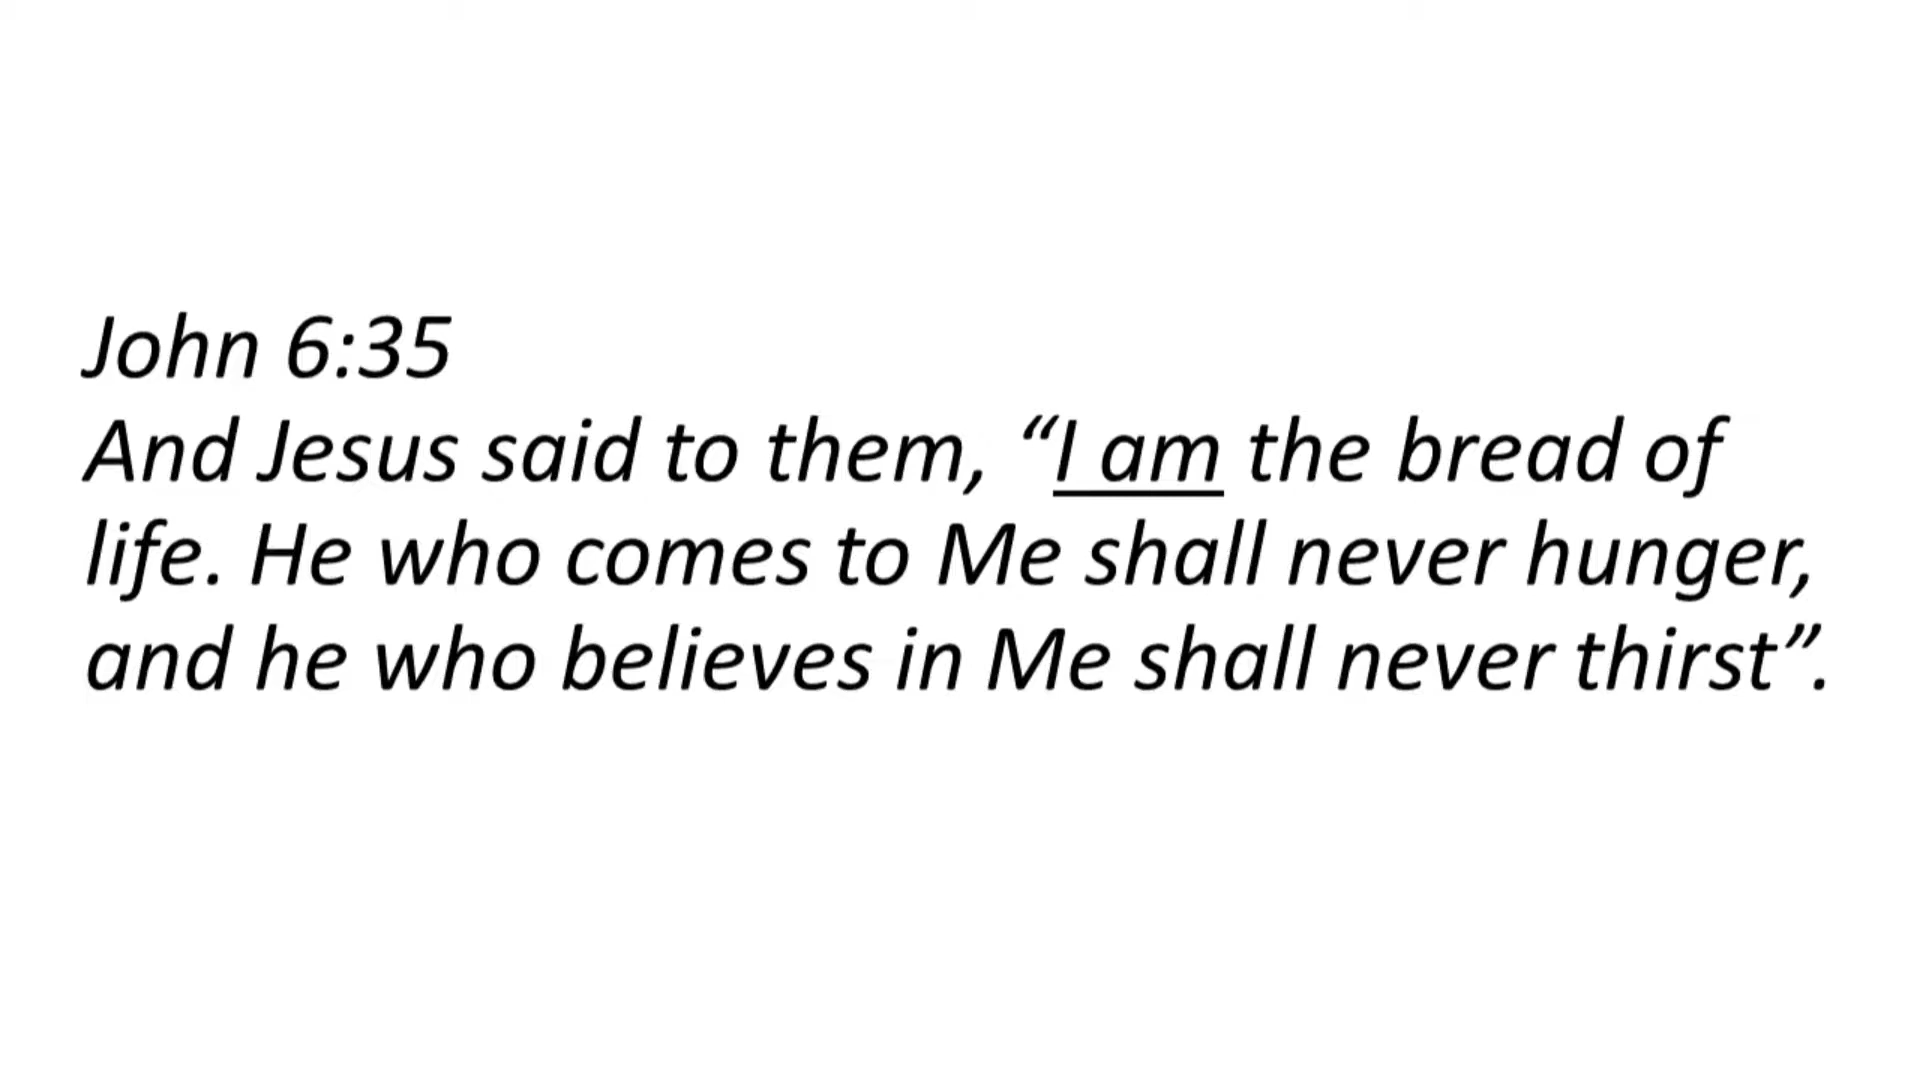 John 6:35
And Jesus said to them, “I am the bread of
life. He who comes to Me shall never hunger,
and he who believes in Me shall never thirst”.